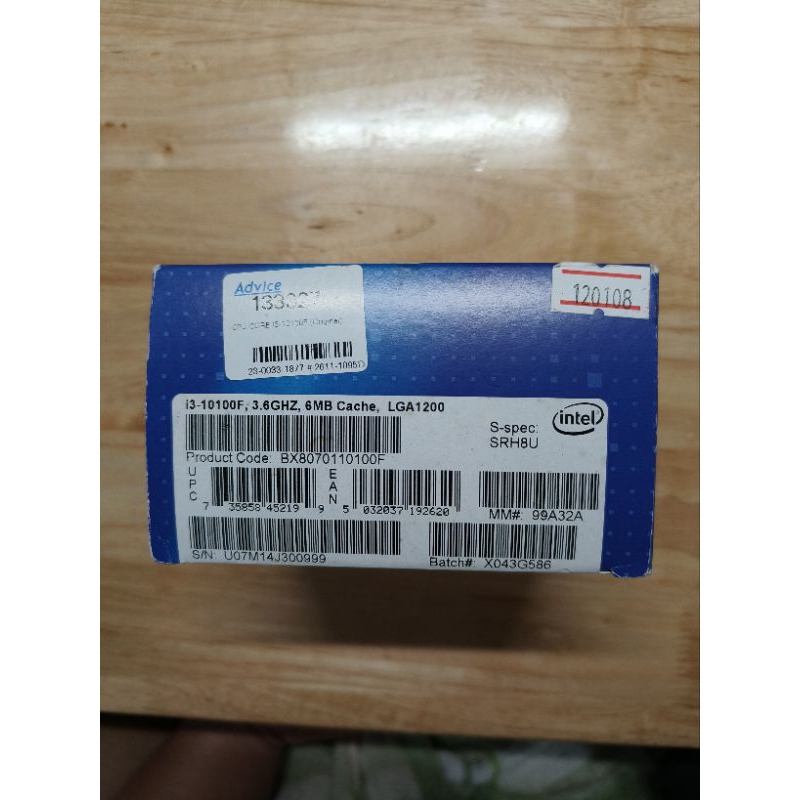 Advice
120108
i3-10100F, 3.6GHZ, 6MB Cache, LGA1200
intel
S-spec:
SRH8U
Product Code: BX8070110100F
UPC
7 35858 45219 9
EAN
5 032037 192620
MM#: 99A32A
S/N: U07M14J300999
Batch#: X043G586